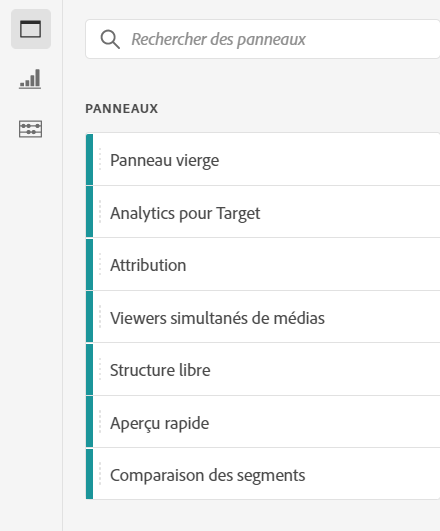 Rechercher des panneaux
PANNEAUX
Panneau vierge
Analytics pour Target
Attribution
Viewers simultanés de médias
Structure libre
Aperçu rapide
Comparaison des segments